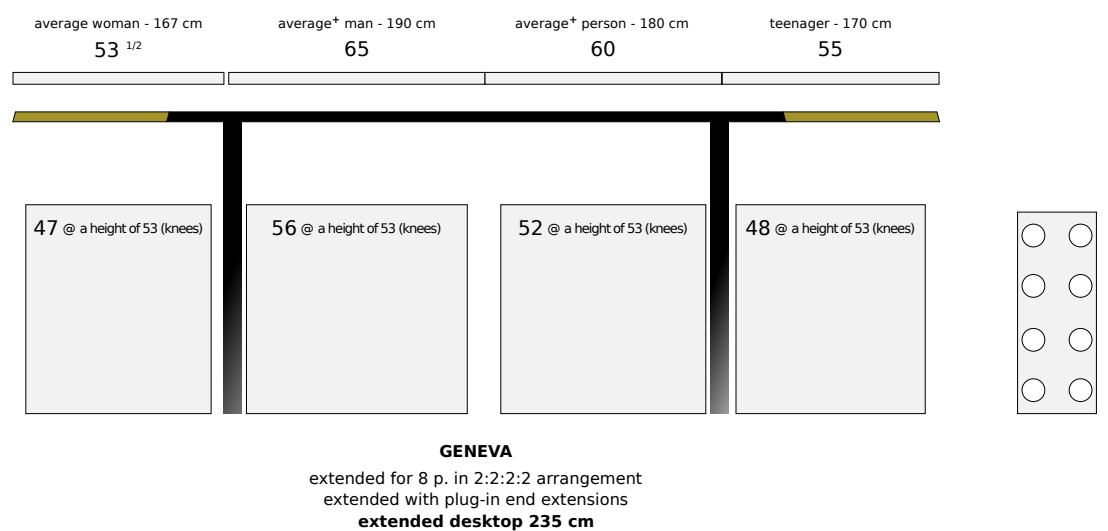 average woman - 167 cm
53 1/2
average⁺ man - 190 cm
65
average⁺ person - 180 cm
60
teenager - 170 cm
55
47 @ a height of 53 (knees)
56 @ a height of 53 (knees)
52 @ a height of 53 (knees)
48 @ a height of 53 (knees)
GENEVA
extended for 8 p. in 2:2:2:2 arrangement
extended with plug-in end extensions
extended desktop 235 cm